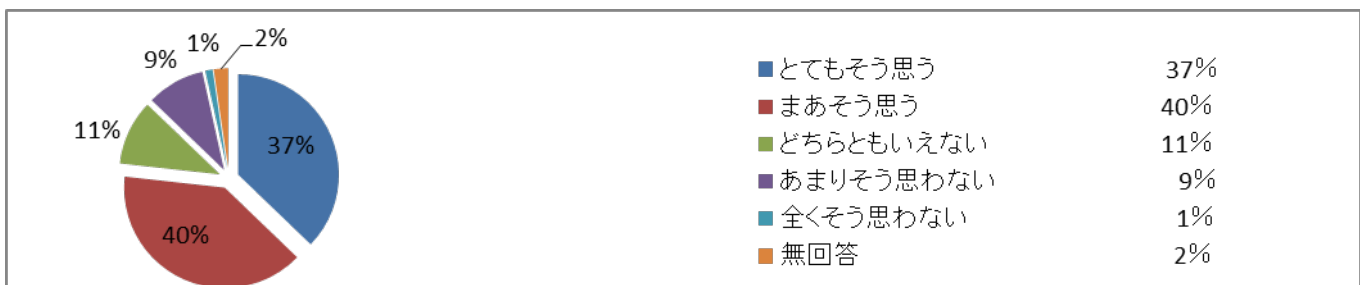 1%
2%
9%
11%
37%
40%
とてもそう思う 37%
まあそう思う 40%
どちらともいえない 11%
あまりそう思わない 9%
全くそう思わない 1%
無回答 2%